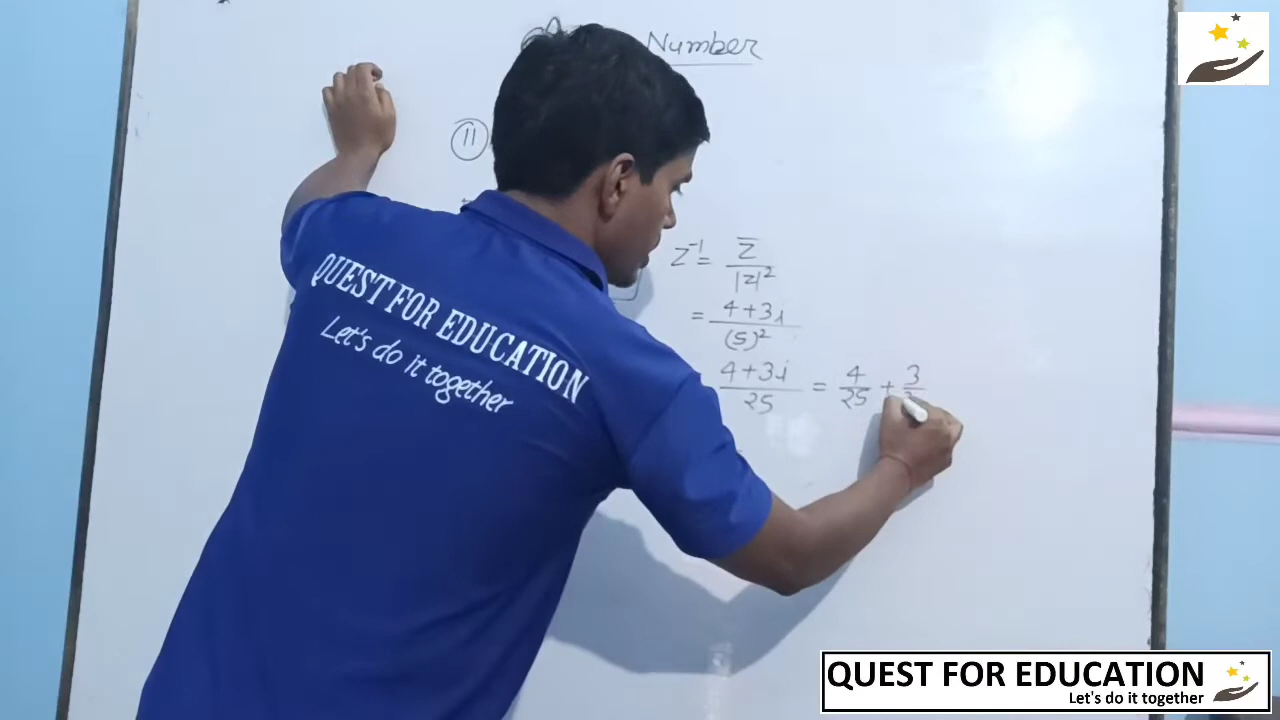 Number
11
z⁻¹ = z̄/|z|²
= 4+3i/(5)²
4+3i/25 = 4/25 + 3
QUEST FOR EDUCATION
Let's do it together
QUEST FOR EDUCATION
Let's do it together